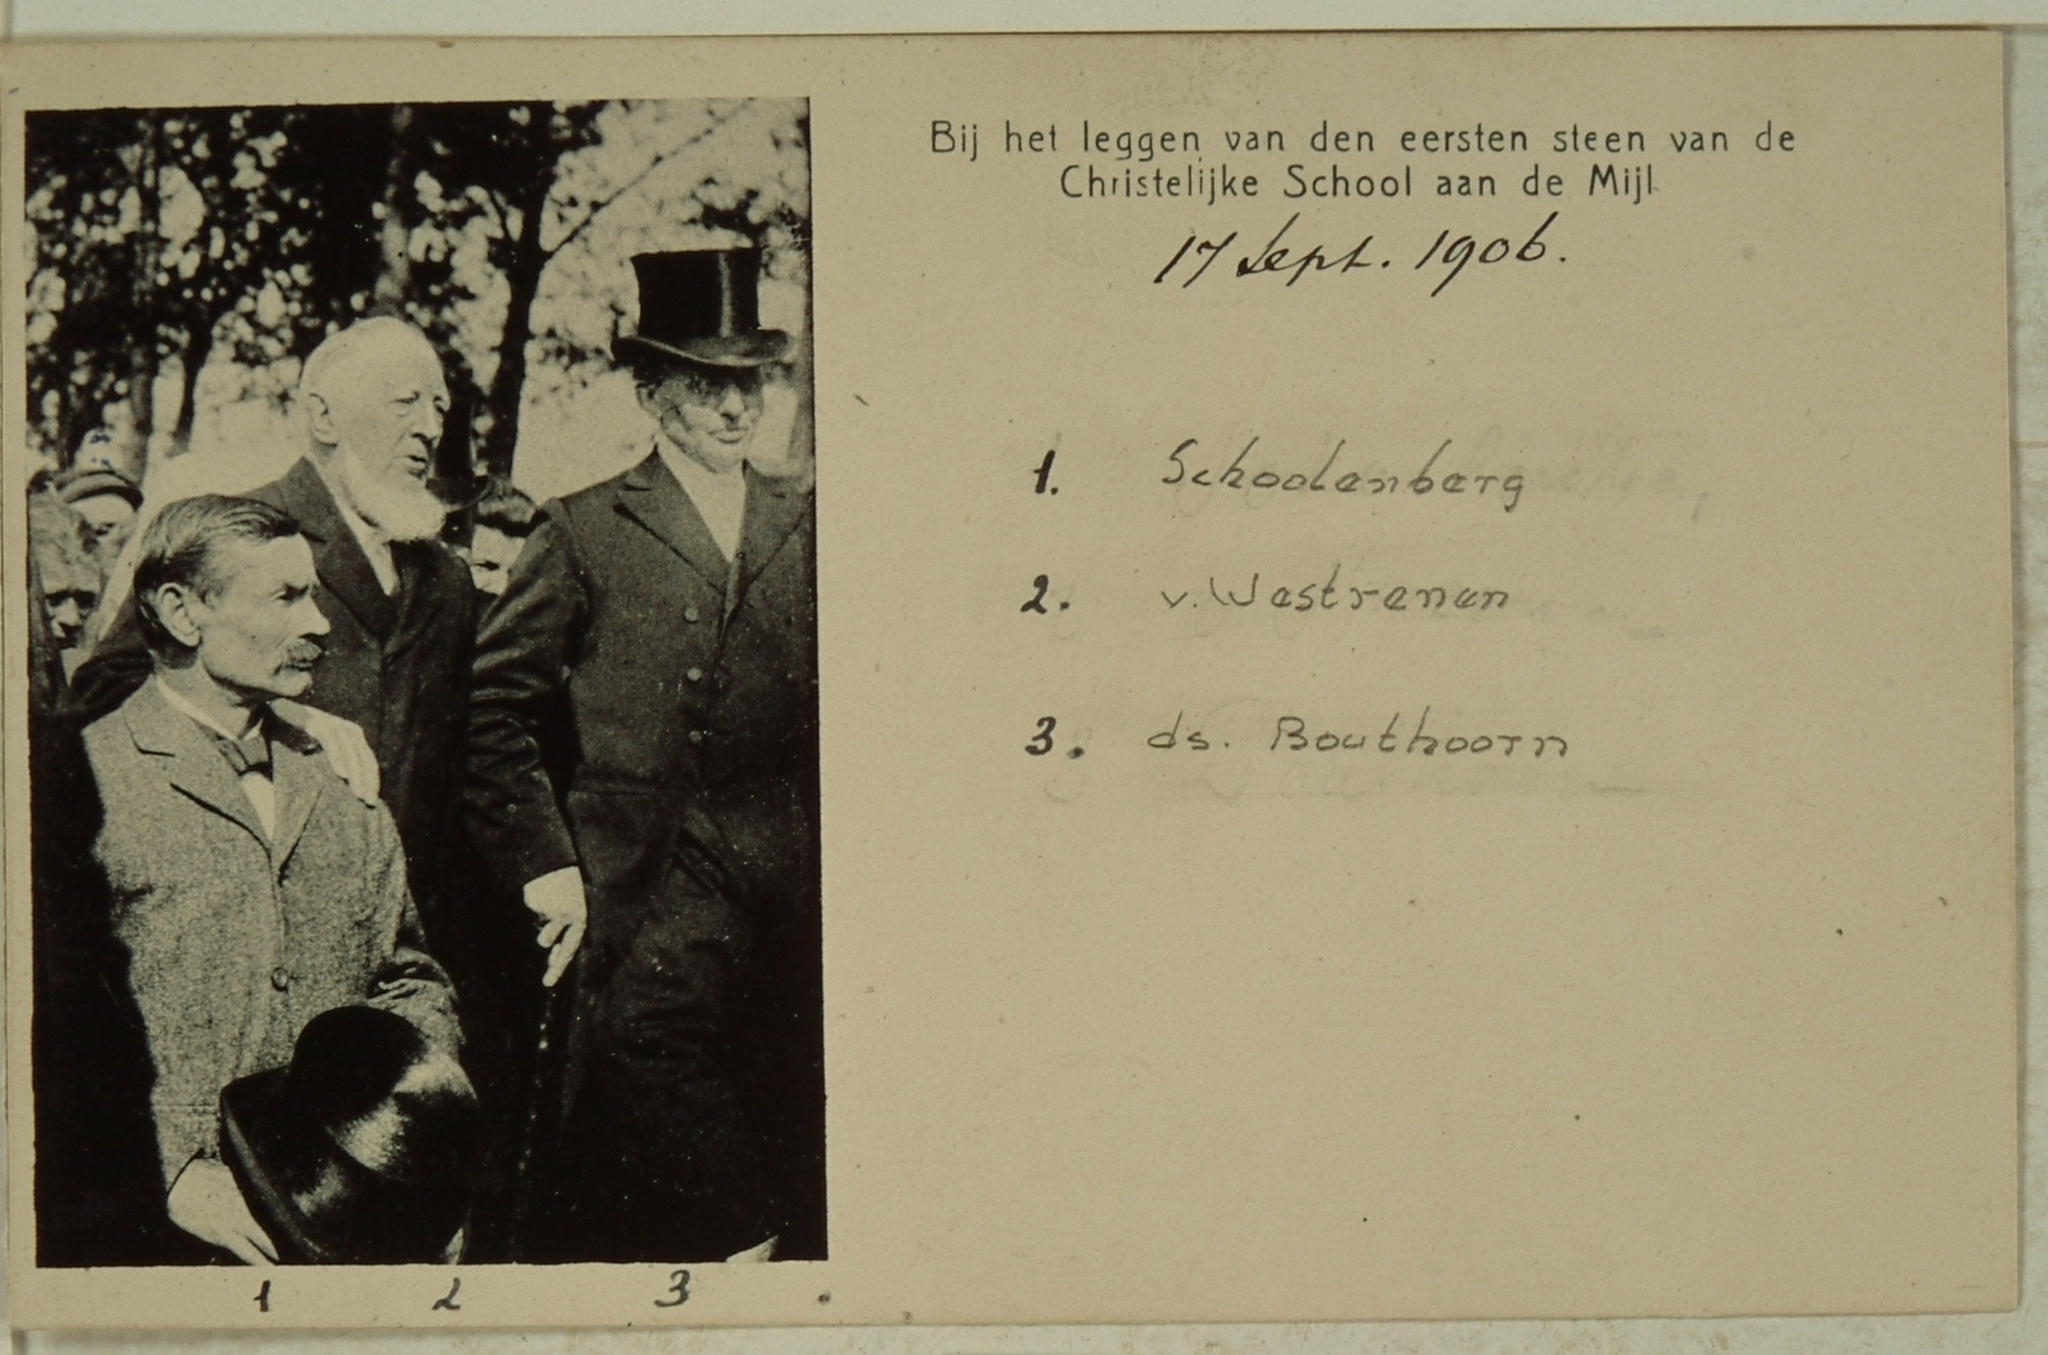 Bij het leggen van den eersten steen van de
Christelijke School aan de Mijl
17 Sept. 1906.
1. Schoolenberg
2. v. Westrenen
3. ds. Bouthoorn
1 2 3